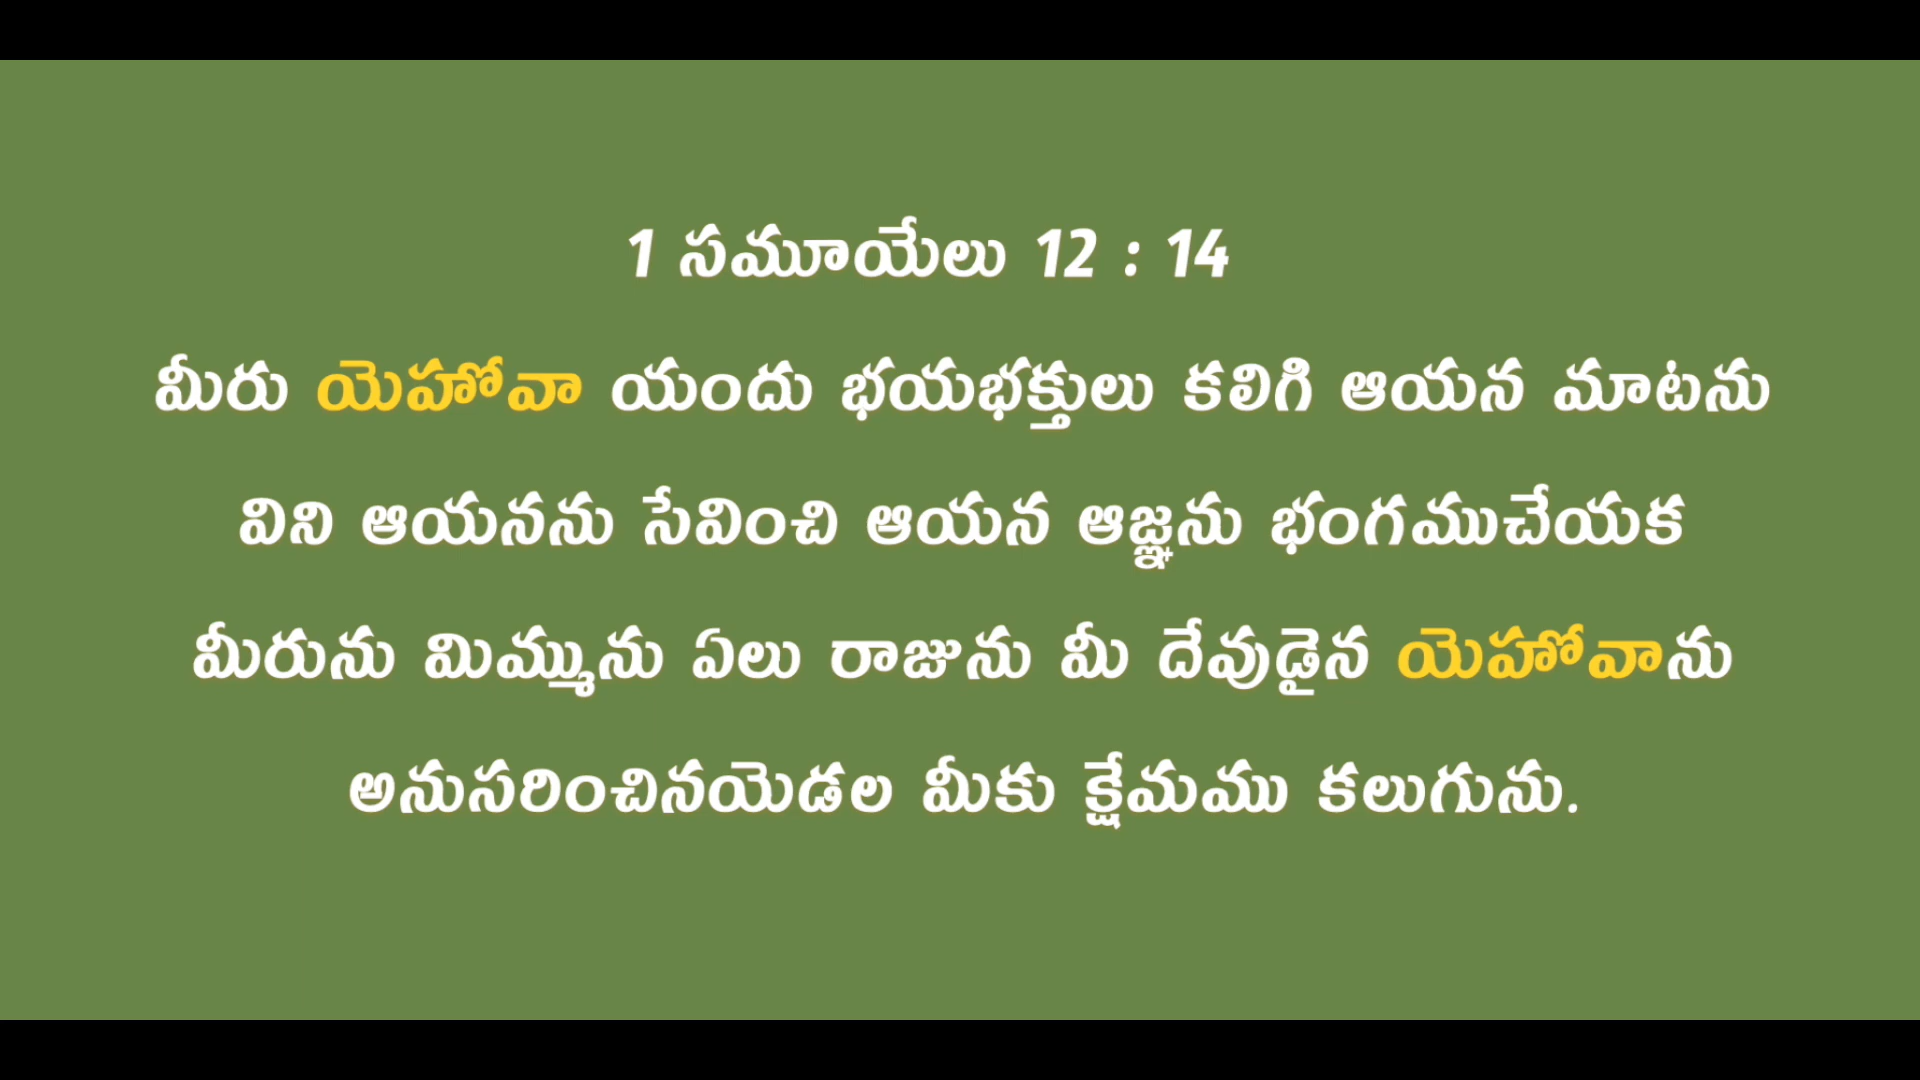 1 సమూయేలు 12 : 14
మీరు యెహోవా యందు భయభక్తులు కలిగి ఆయన మాటను
విని ఆయనను సేవించి ఆయన ఆజ్ఞను భంగముచేయక
మీరును మిమ్మును ఏలు రాజును మీ దేవుడైన యెహోవాను
అనుసరించినయెడల మీకు క్షేమము కలుగును.